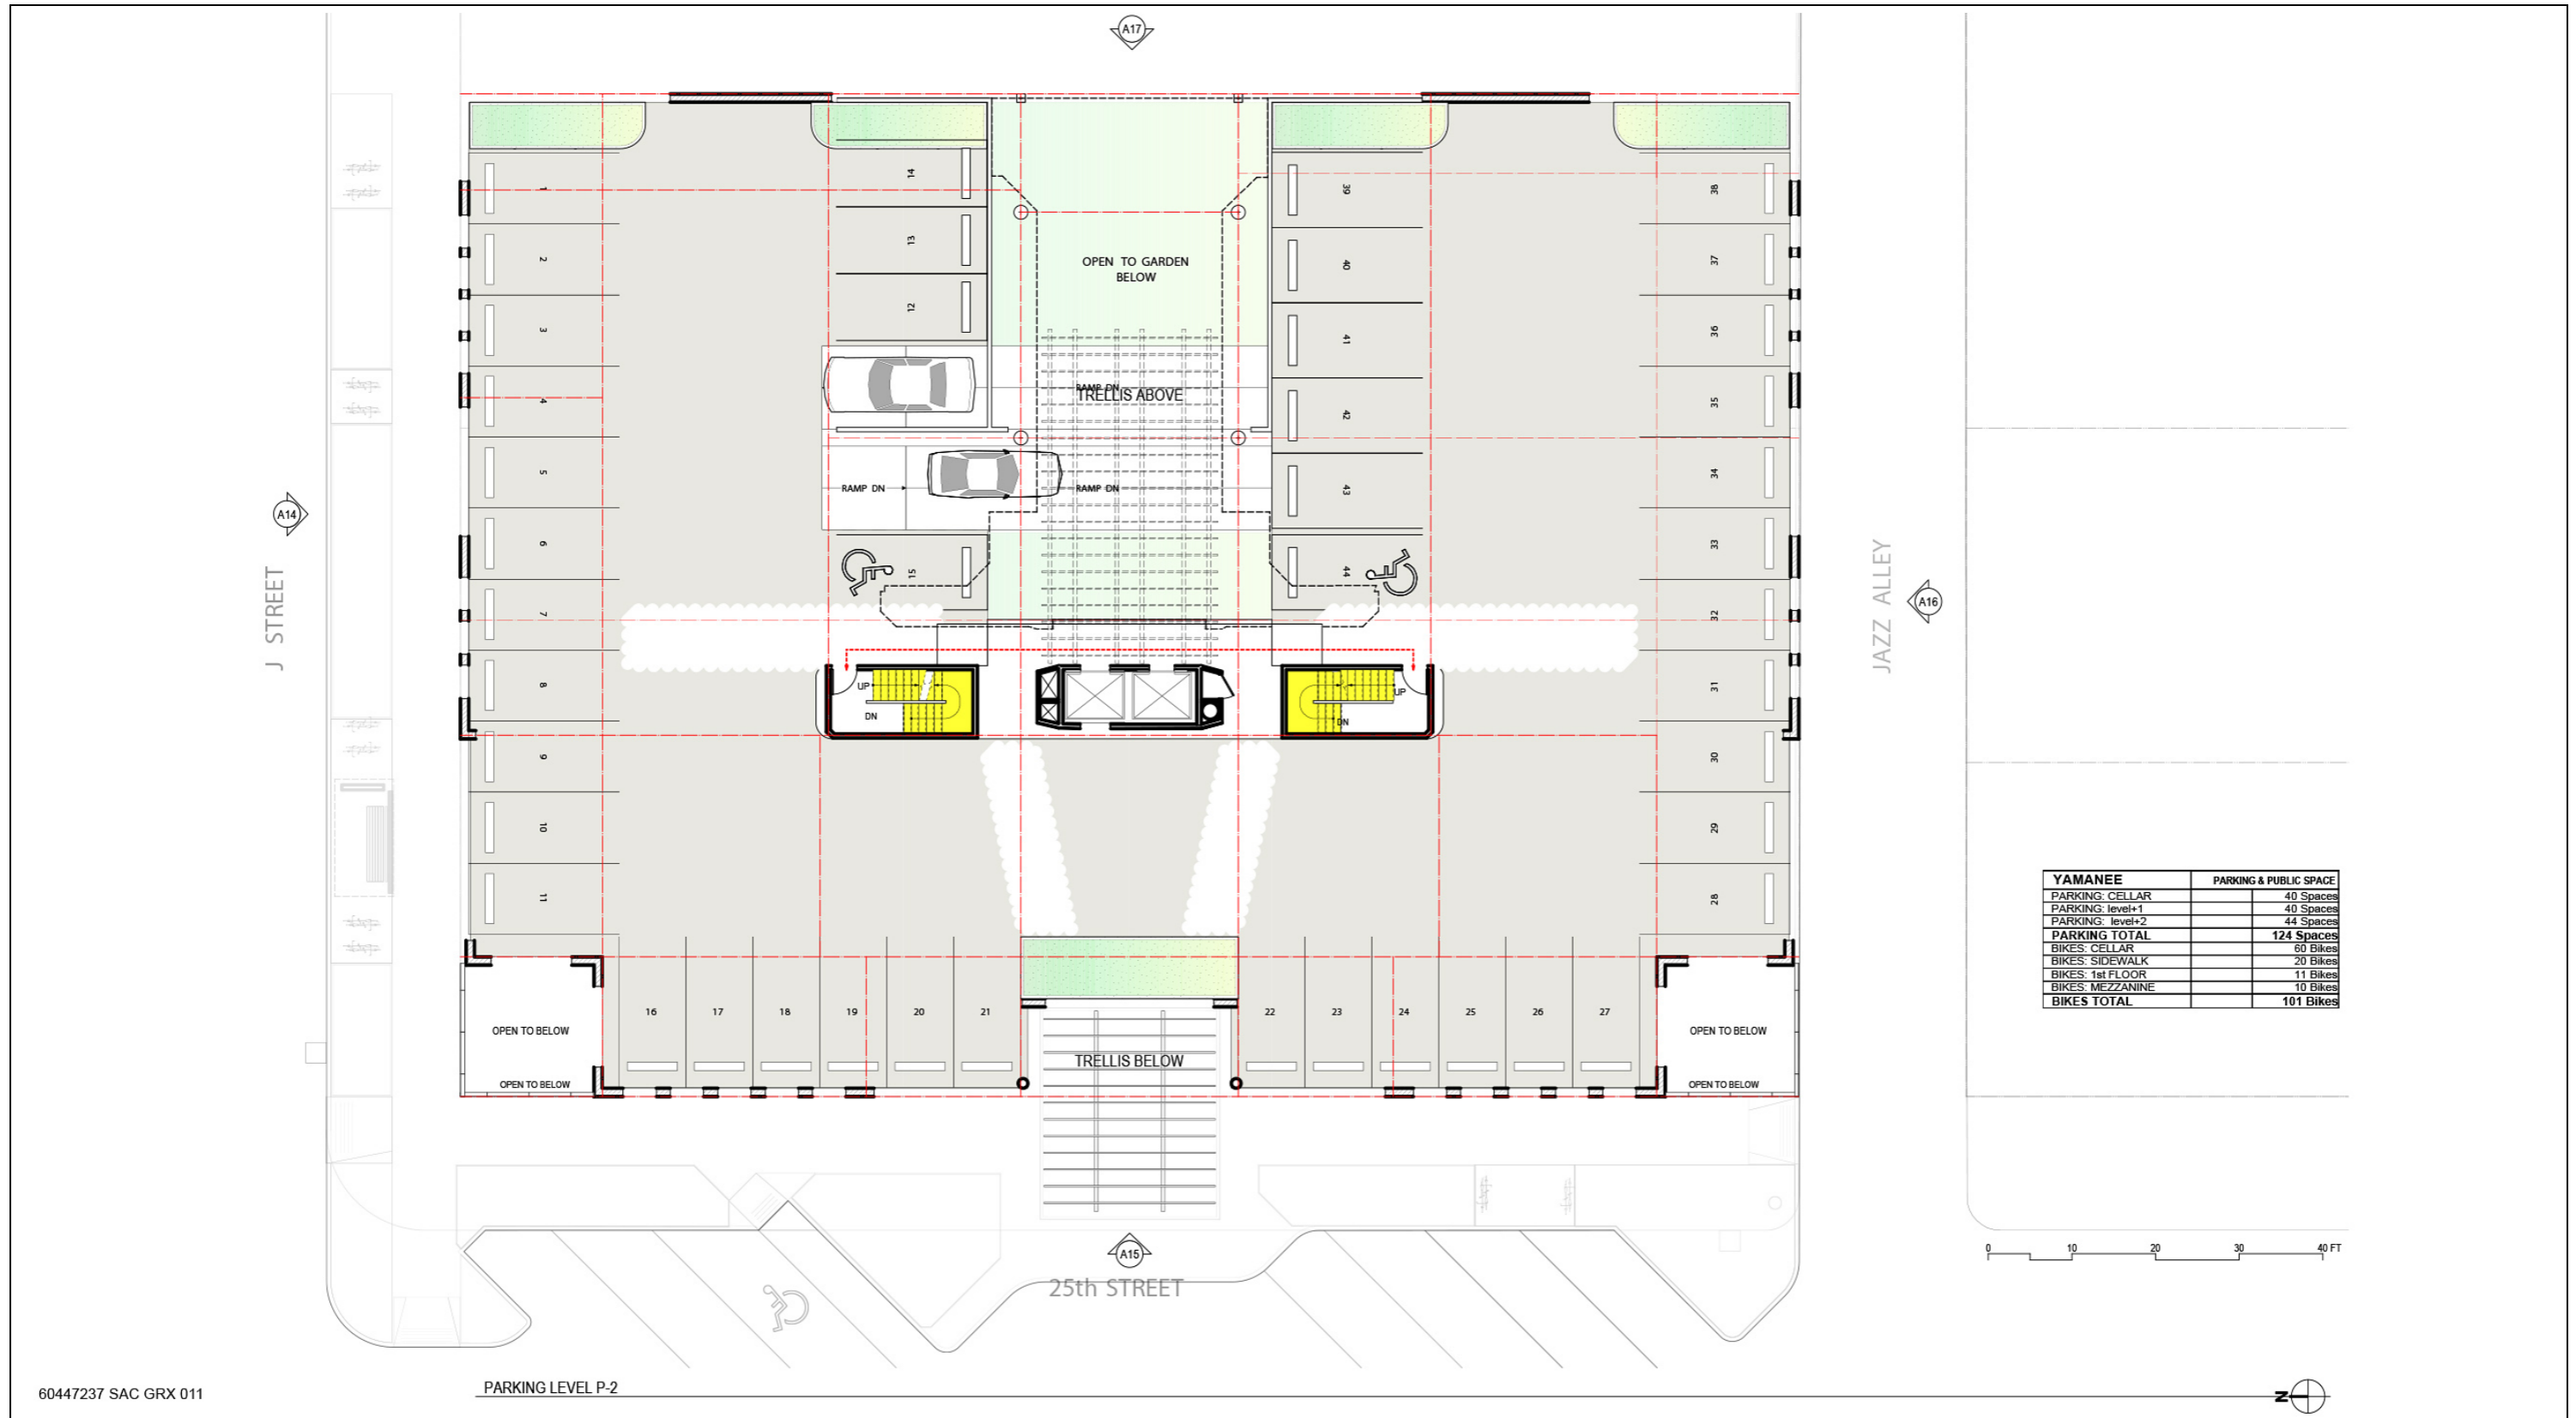 A17
14
13
12
15
1
2
3
4
5
6
7
8
9
10
11
OPEN TO GARDEN
BELOW
RAMP DN
TRELLIS ABOVE
RAMP DN
RAMP DN
39
40
41
42
43
44
38
37
36
35
34
33
32
31
30
29
28
A14
J STREET
JAZZ ALLEY
A16
UP
DN
UP
DN
YAMANEE PARKING & PUBLIC SPACE
PARKING: CELLAR 40 Spaces
PARKING: level+1 40 Spaces
PARKING: level+2 44 Spaces
PARKING TOTAL 124 Spaces
BIKES: CELLAR 60 Bikes
BIKES: SIDEWALK 20 Bikes
BIKES: 1st FLOOR 11 Bikes
BIKES: MEZZANINE 10 Bikes
BIKES TOTAL 101 Bikes
16 17 18 19 20 21 22 23 24 25 26 27
OPEN TO BELOW
OPEN TO BELOW
TRELLIS BELOW
OPEN TO BELOW
OPEN TO BELOW
A15
25th STREET
0 10 20 30 40 FT
60447237 SAC GRX 011
PARKING LEVEL P-2
N